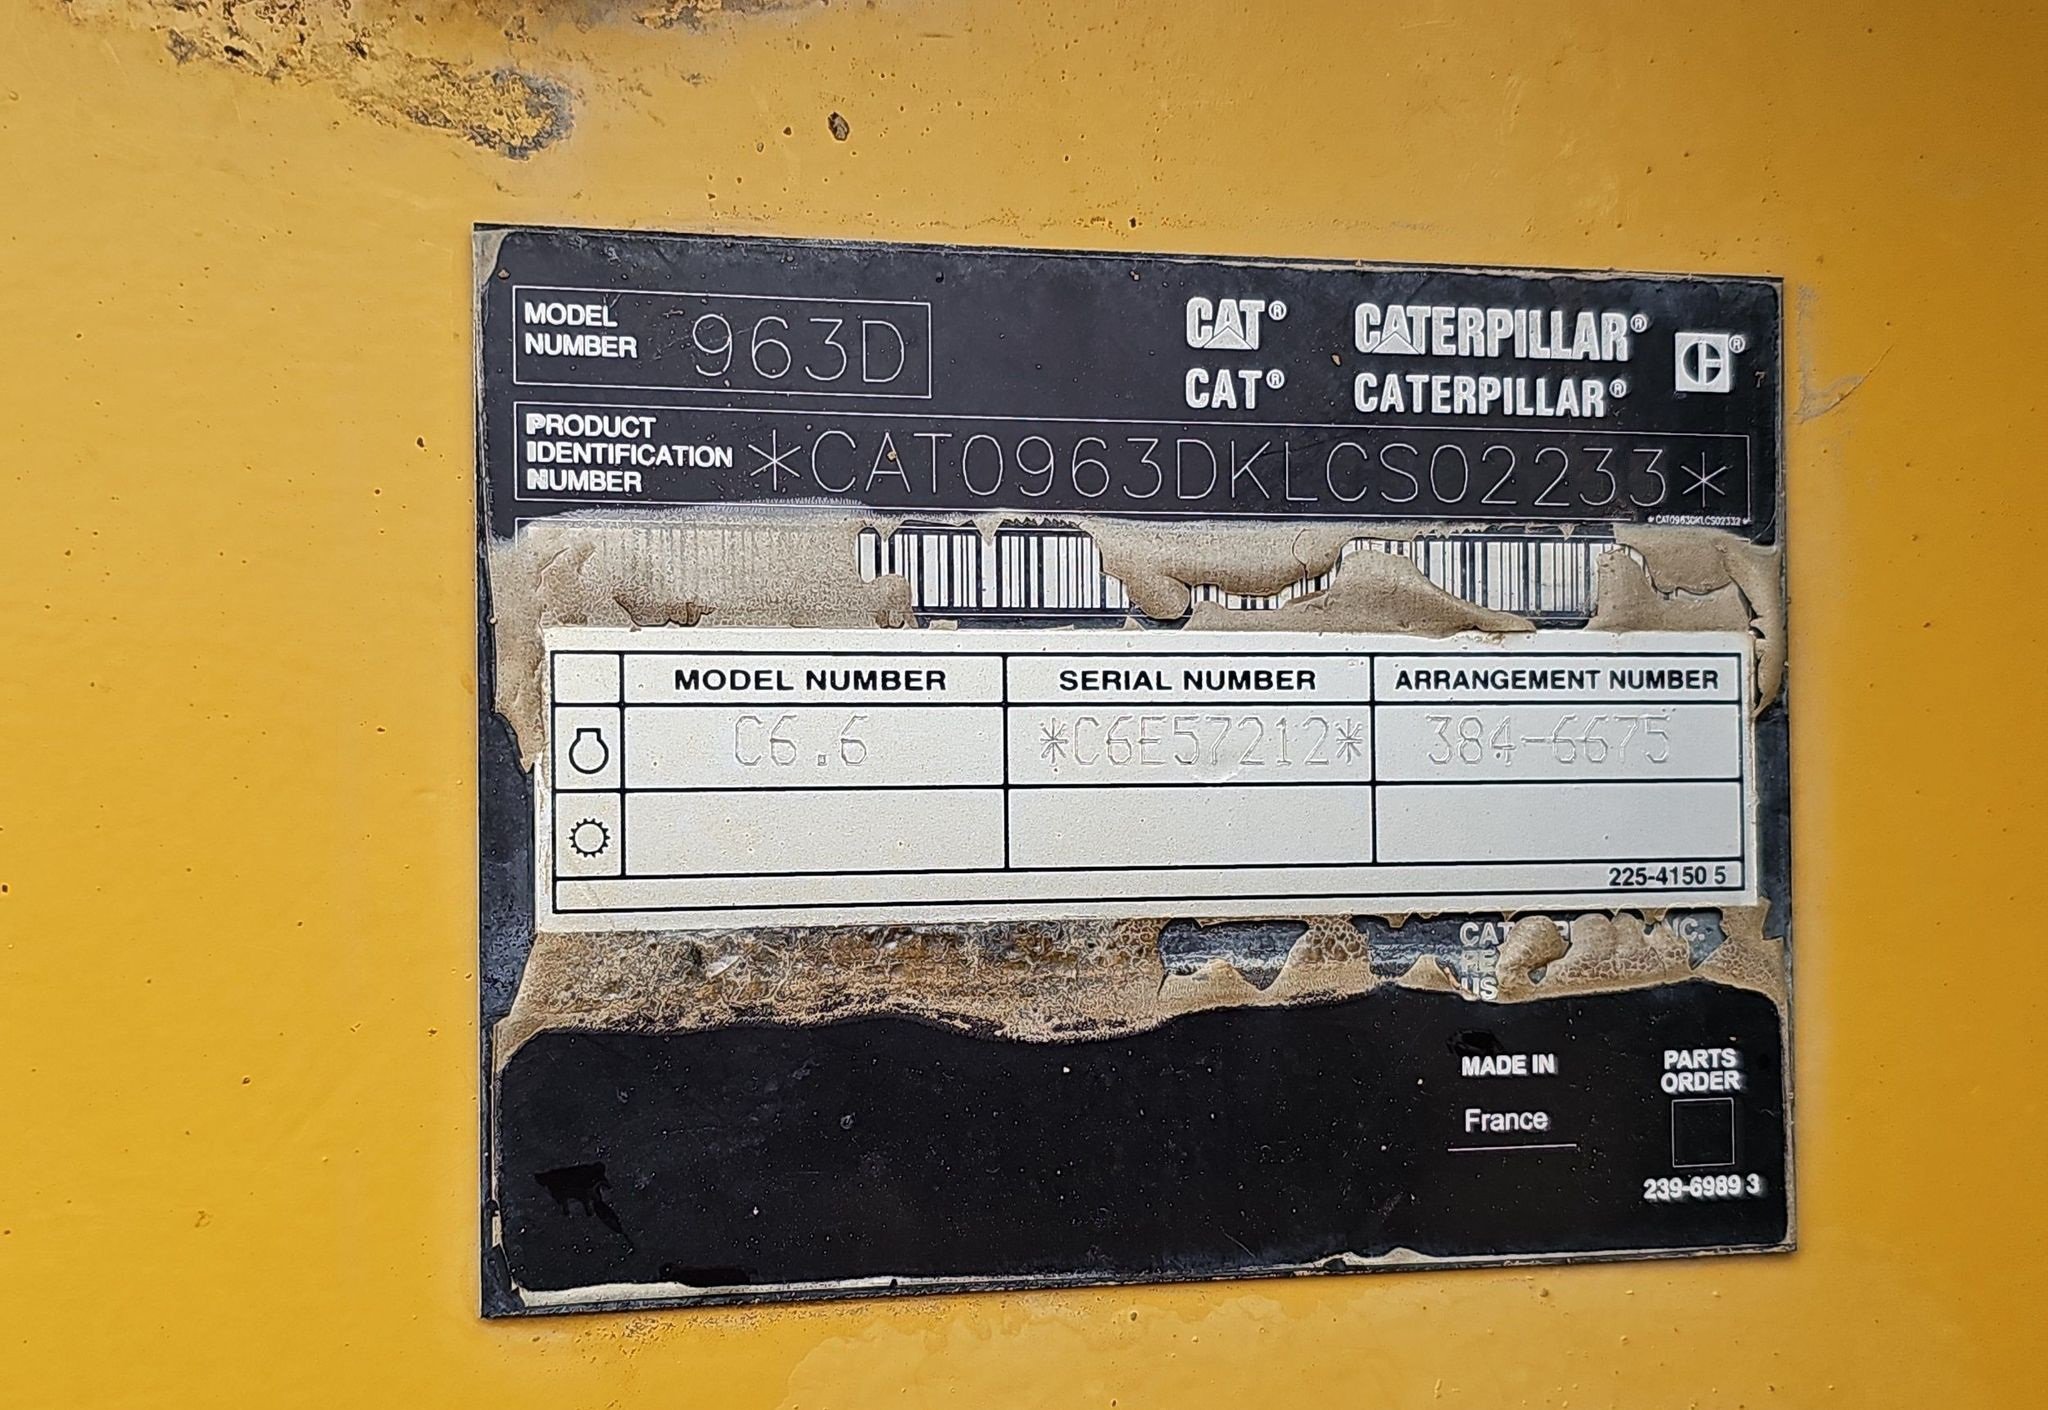 MODEL NUMBER 963D
CAT® CATERPILLAR®
CAT® CATERPILLAR®
PRODUCT IDENTIFICATION NUMBER *CAT0963DKLCS02233*
MODEL NUMBER SERIAL NUMBER ARRANGEMENT NUMBER
C6.6 *C6E57212* 384-6675
225-4150 5
MADE IN
France
PARTS
ORDER
239-6989 3